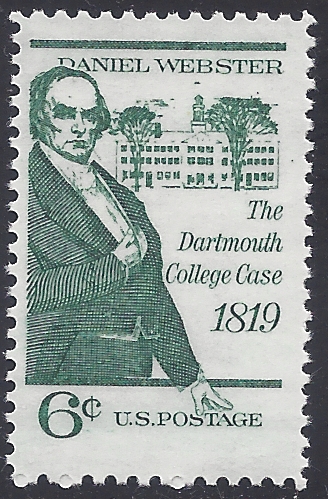 DANIEL WEBSTER
The
Dartmouth
College Case
1819
6¢ U.S. POSTAGE